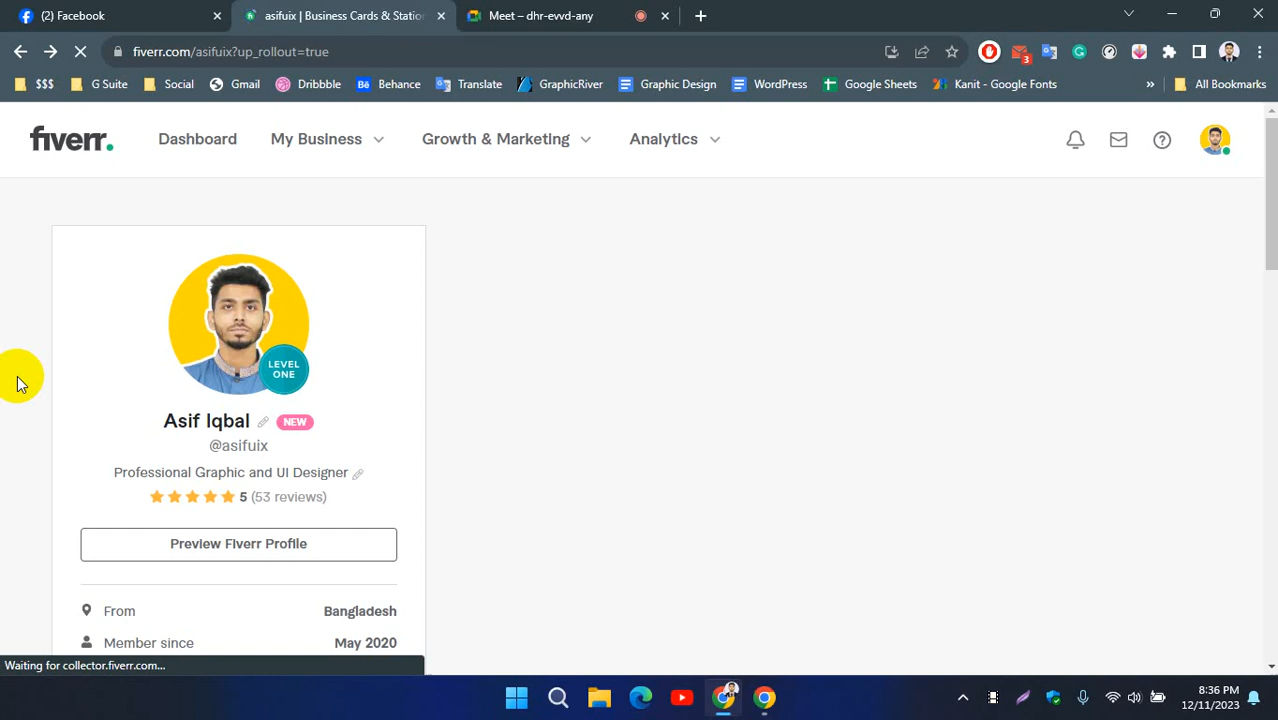 (2) Facebook
asifuix | Business Cards & Statio
Meet – dhr-evvd-any
fiverr.com/asifuix?up_rollout=true
3
$$$
G Suite
Social
Gmail
Dribbble
Bē Behance
Translate
GraphicRiver
Graphic Design
WordPress
Google Sheets
Kanit - Google Fonts
»
All Bookmarks
fiverr.
Dashboard
My Business
Growth & Marketing
Analytics
LEVEL
ONE
Asif Iqbal NEW
@asifuix
Professional Graphic and UI Designer
5 (53 reviews)
Preview Fiverr Profile
From Bangladesh
Member since May 2020
Waiting for collector.fiverr.com...
8:36 PM
12/11/2023